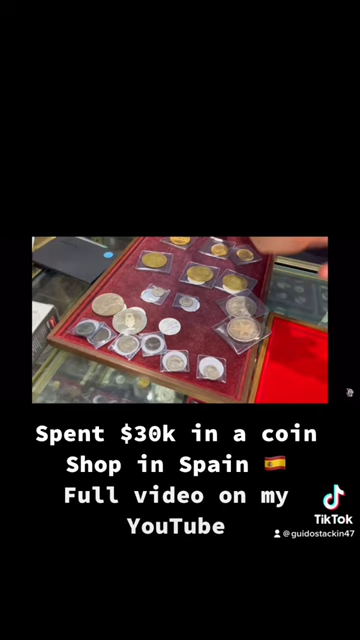 Spent $30k in a coin
Shop in Spain 🇪🇸
Full video on my
YouTube
TikTok
@guidostackin47